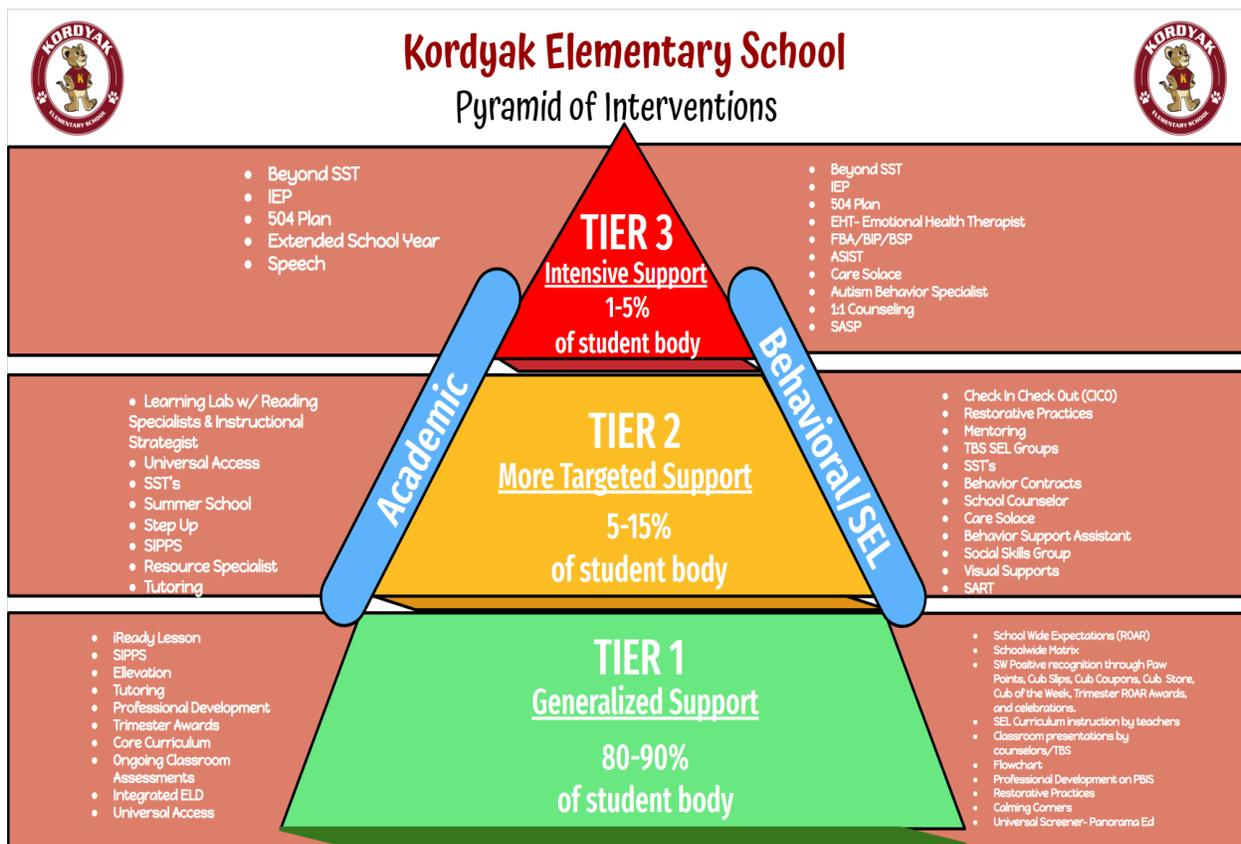 KORDYAK
K
ELEMENTARY SCHOOL
Kordyak Elementary School
Pyramid of Interventions
KORDYAK
K
ELEMENTARY SCHOOL
• Beyond SST
• IEP
• 504 Plan
• Extended School Year
• Speech
TIER 3
Intensive Support
1-5%
of student body
• Beyond SST
• IEP
• 504 Plan
• EHT- Emotional Health Therapist
• FBA/BIP/BSP
• ASIST
• Care Solace
• Autism Behavior Specialist
• 1:1 Counseling
• SASP
Academic
Behavioral/SEL
• Learning Lab w/ Reading
Specialists & Instructional
Strategist
• Universal Access
• SST's
• Summer School
• Step Up
• SIPPS
• Resource Specialist
• Tutoring
TIER 2
More Targeted Support
5-15%
of student body
• Check In Check Out (CICO)
• Restorative Practices
• Mentoring
• TBS SEL Groups
• SST's
• Behavior Contracts
• School Counselor
• Care Solace
• Behavior Support Assistant
• Social Skills Group
• Visual Supports
• SART
• iReady Lesson
• SIPPS
• Ellevation
• Tutoring
• Professional Development
• Trimester Awards
• Core Curriculum
• Ongoing Classroom
Assessments
• Integrated ELD
• Universal Access
TIER 1
Generalized Support
80-90%
of student body
• School Wide Expectations (ROAR)
• Schoolwide Matrix
• SW Positive recognition through Paw
Points, Cub Slips, Cub Coupons, Cub Store,
Cub of the Week, Trimester ROAR Awards,
and celebrations.
• SEL Curriculum instruction by teachers
• Classroom presentations by
counselors/TBS
• Flowchart
• Professional Development on PBIS
• Restorative Practices
• Calming Corners
• Universal Screener- Panorama Ed